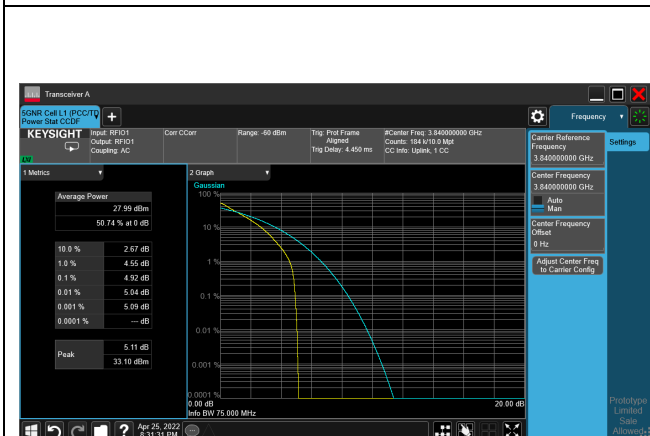 Transceiver A
5GNR Cell L1 (PCC/TD
Power Stat CCDF
Frequency
KEYSIGHT
Input: RFIO1
Output: RFIO1
Coupling: AC
Corr CCorr
Range: -60 dBm
Trig: Prot Frame
Aligned
Trig Delay: 4.450 ms
#Center Freq: 3.840000000 GHz
Counts: 184 k/10.0 Mpt
CC Info: Uplink, 1 CC
1 Metrics
Average Power
27.99 dBm
50.74 % at 0 dB
10.0 % 2.67 dB
1.0 % 4.55 dB
0.1 % 4.92 dB
0.01 % 5.04 dB
0.001 % 5.09 dB
0.0001 % --- dB
Peak
5.11 dB
33.10 dBm
2 Graph
Gaussian
100 %
10 %
1 %
0.1 %
0.01 %
0.001 %
0.0001 %
0.00 dB
20.00 dB
Info BW 75.000 MHz
Carrier Reference
Frequency
3.840000000 GHz
Center Frequency
3.840000000 GHz
Auto
Man
Center Frequency
Offset
0 Hz
Adjust Center Freq
to Carrier Config
Settings
Prototype
Limited
Sale
Allowed
?
Apr 25, 2022
8:31:31 PM